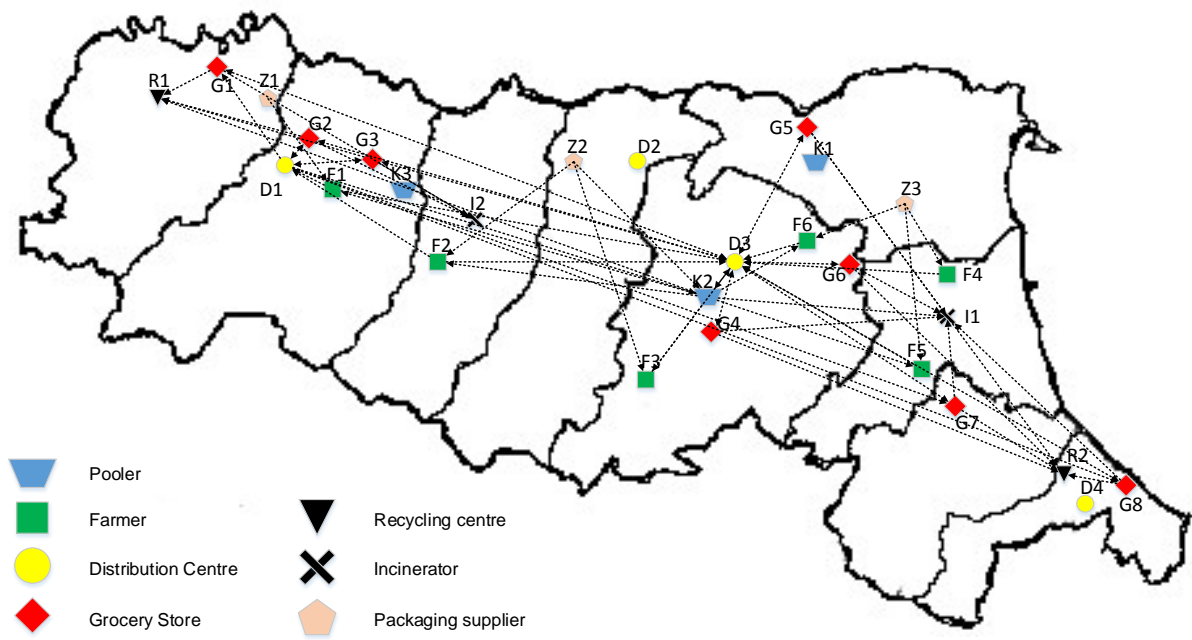 R1
G1
Z1
G2
G3
D1
F1
K3
I2
F2
Z2
D2
G5
K1
Z3
F6
D3
G6
F4
K2
I1
G4
F3
F5
G7
R2
D4
G8
Pooler
Farmer
Distribution Centre
Grocery Store
Recycling centre
Incinerator
Packaging supplier